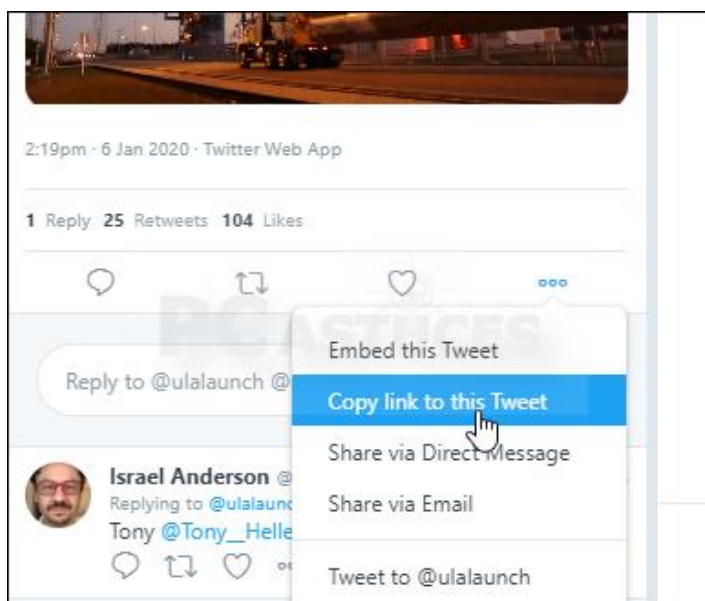 2:19pm · 6 Jan 2020 · Twitter Web App
1 Reply 25 Retweets 104 Likes
PC ASTUCES
Embed this Tweet
Reply to @ulalaunch @
Copy link to this Tweet
Share via Direct Message
Share via Email
Tweet to @ulalaunch
Israel Anderson @
Replying to @ulalaunc
Tony @Tony__Helle